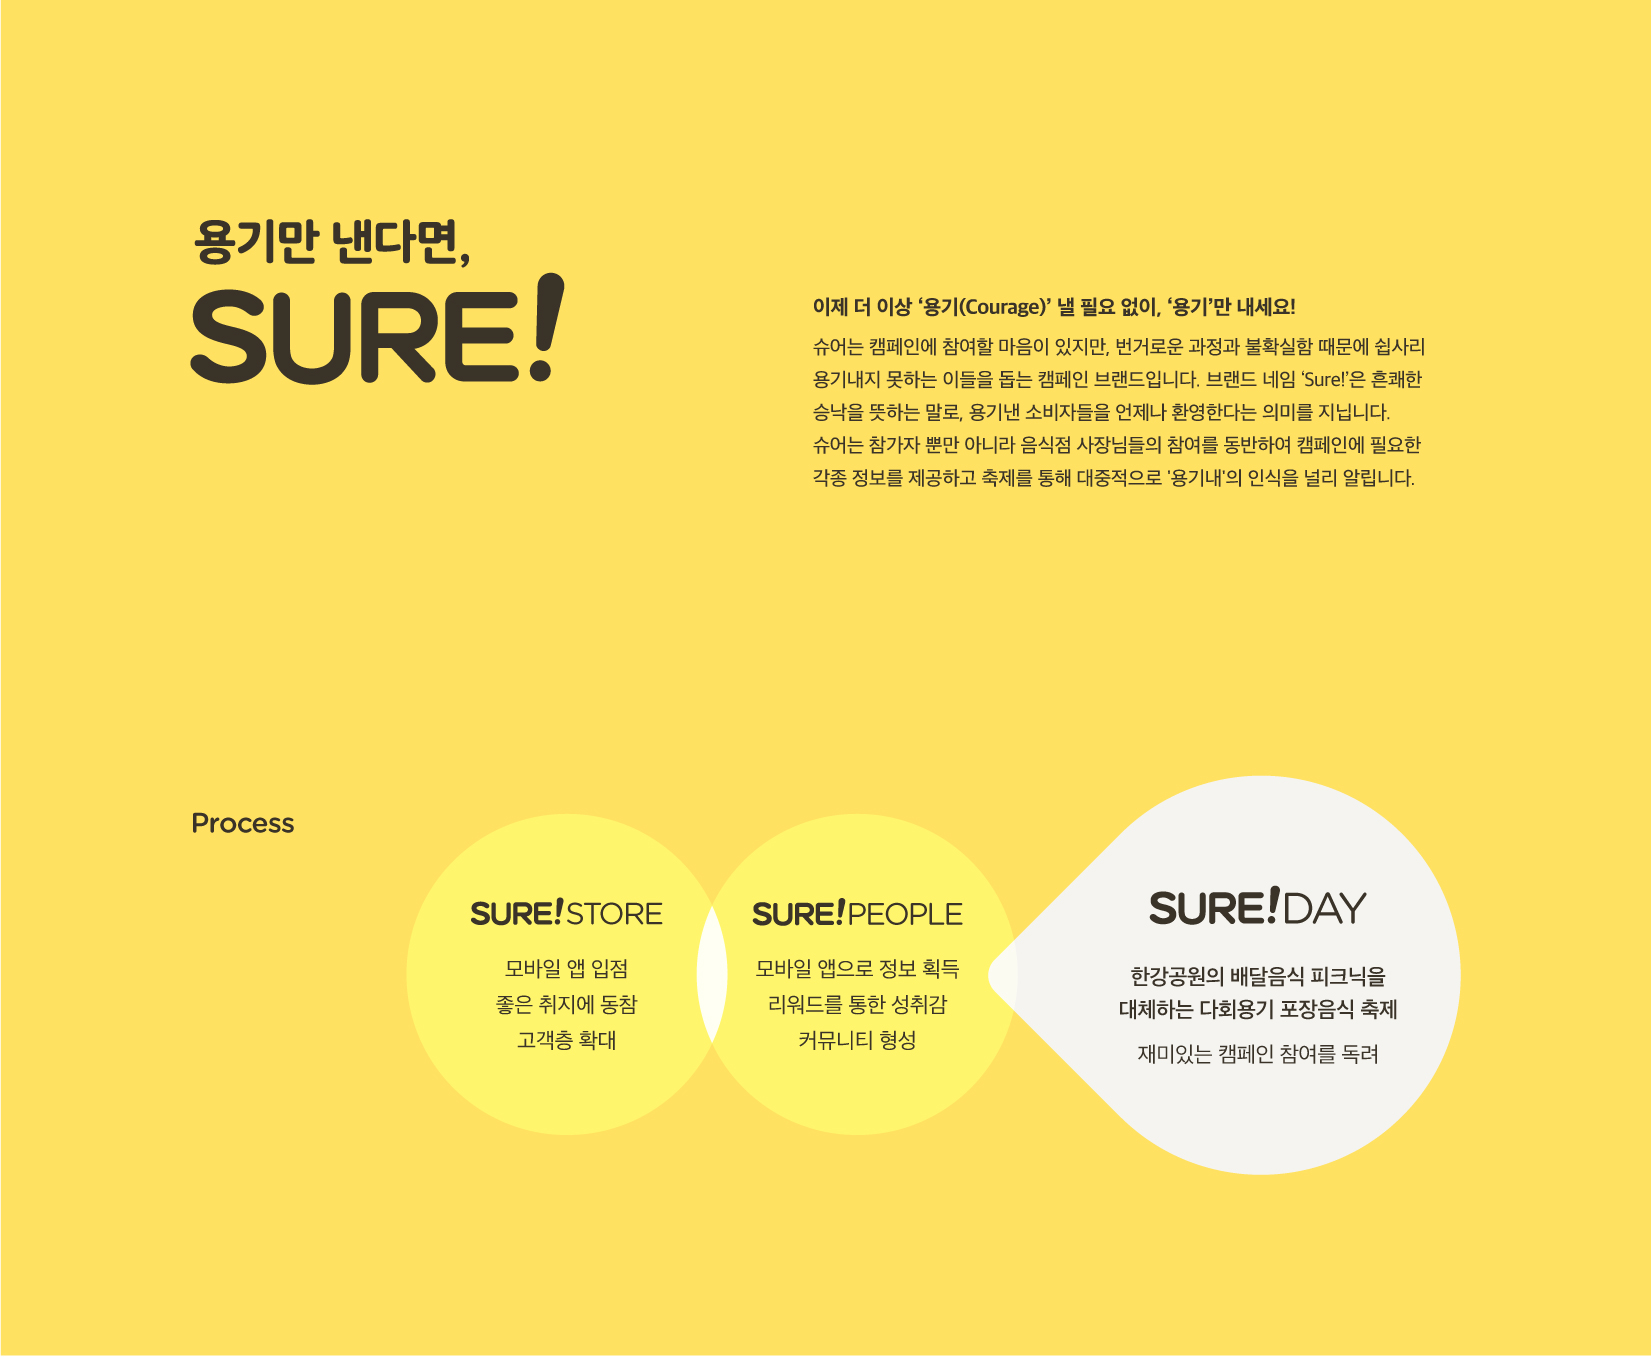 용기만 낸다면,
SURE!
이제 더 이상 ‘용기(Courage)’ 낼 필요 없이, ‘용기’만 내세요!
슈어는 캠페인에 참여할 마음이 있지만, 번거로운 과정과 불확실함 때문에 쉽사리
용기내지 못하는 이들을 돕는 캠페인 브랜드입니다. 브랜드 네임 ‘Sure!’은 흔쾌한
승낙을 뜻하는 말로, 용기낸 소비자들을 언제나 환영한다는 의미를 지닙니다.
슈어는 참가자 뿐만 아니라 음식점 사장님들의 참여를 동반하여 캠페인에 필요한
각종 정보를 제공하고 축제를 통해 대중적으로 '용기내'의 인식을 널리 알립니다.
Process
SURE!STORE
모바일 앱 입점
좋은 취지에 동참
고객층 확대
SURE!PEOPLE
모바일 앱으로 정보 획득
리워드를 통한 성취감
커뮤니티 형성
SURE!DAY
한강공원의 배달음식 피크닉을
대체하는 다회용기 포장음식 축제
재미있는 캠페인 참여를 독려